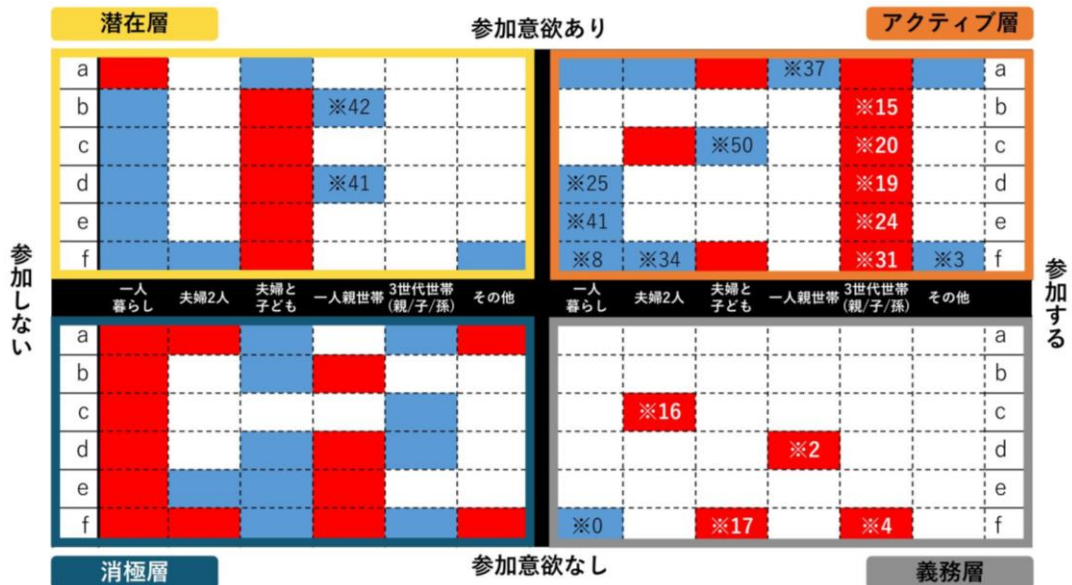 潜在層
参加意欲あり
アクティブ層
a
※37
a
b
※42
※15
b
c
※50
※20
c
d
※41
※25
※19
d
e
※41
※24
e
f
※8
※34
※31
※3
f
参加しない
一人
暮らし
夫婦2人
夫婦と
子ども
一人親世帯
3世代世帯
(親/子/孫)
その他
一人
暮らし
夫婦2人
夫婦と
子ども
一人親世帯
3世代世帯
(親/子/孫)
その他
参加する
a
a
b
b
c
※16
c
d
※2
d
e
e
f
※0
※17
※4
f
消極層
参加意欲なし
義務層